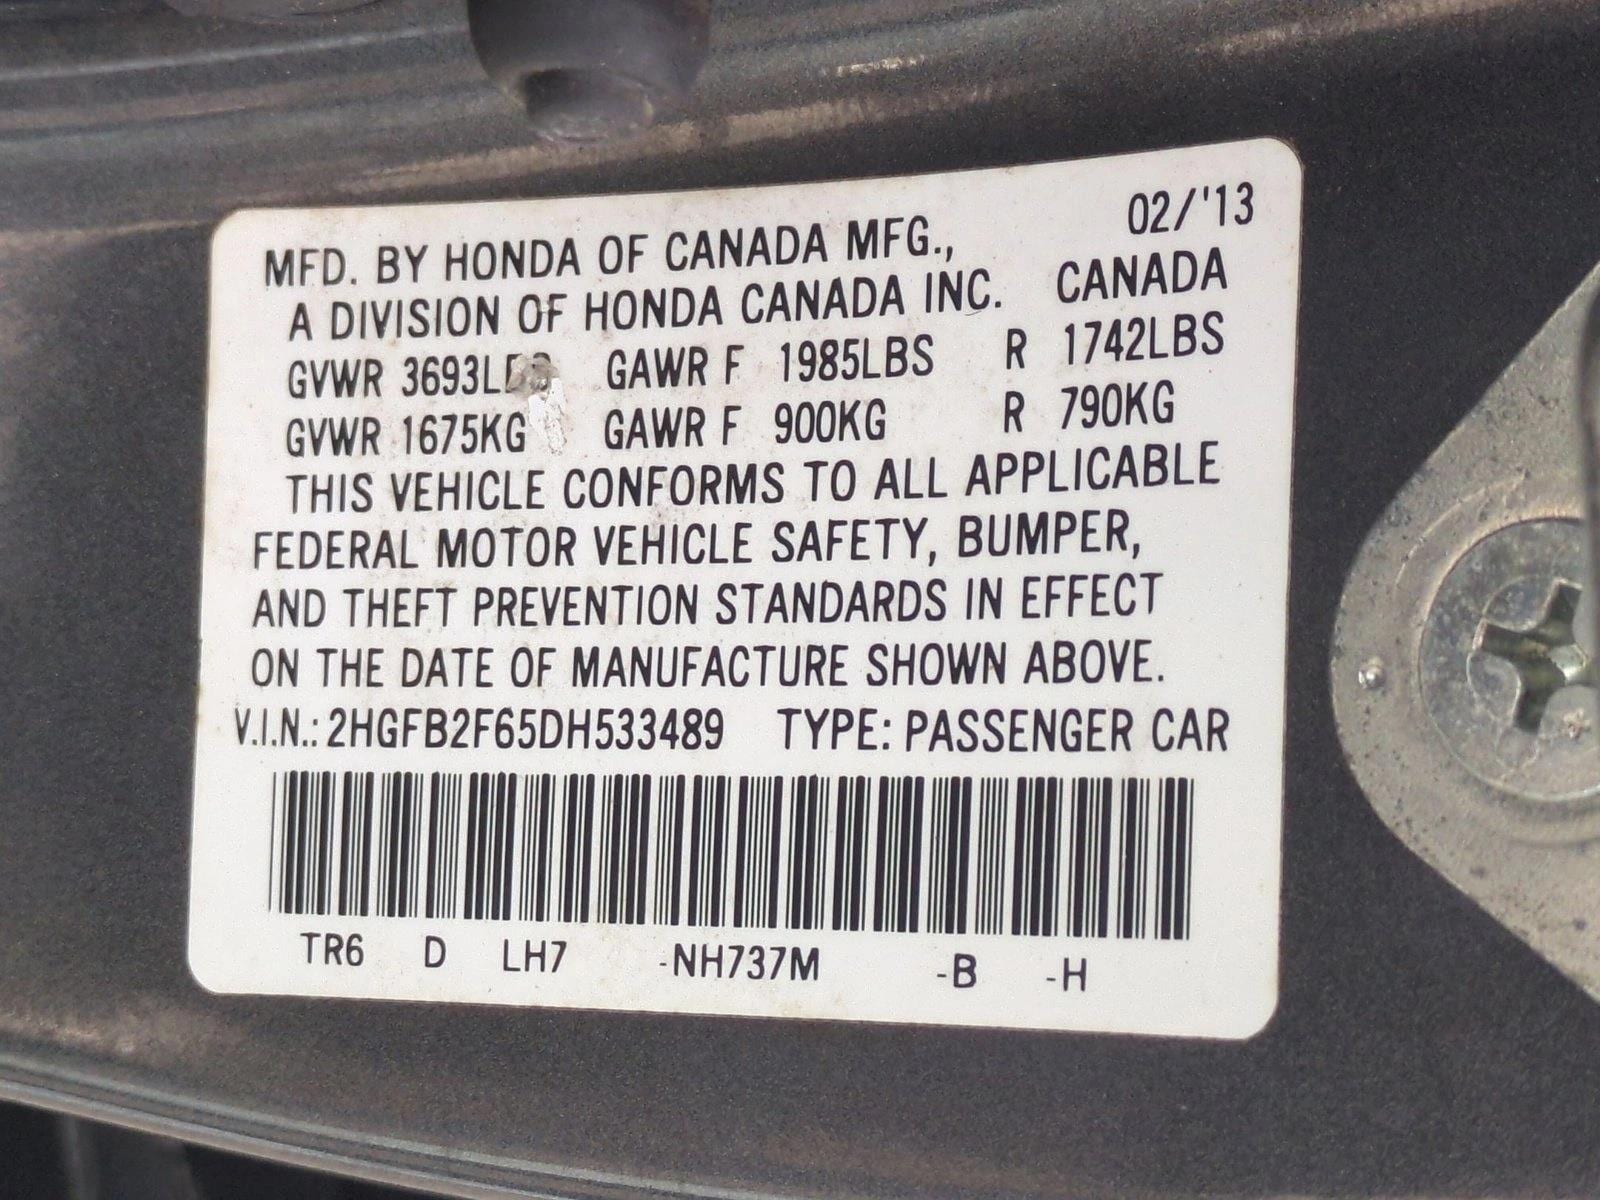 02/'13
MFD. BY HONDA OF CANADA MFG.,
A DIVISION OF HONDA CANADA INC. CANADA
GVWR 3693LBS GAWR F 1985LBS R 1742LBS
GVWR 1675KG GAWR F 900KG R 790KG
THIS VEHICLE CONFORMS TO ALL APPLICABLE
FEDERAL MOTOR VEHICLE SAFETY, BUMPER,
AND THEFT PREVENTION STANDARDS IN EFFECT
ON THE DATE OF MANUFACTURE SHOWN ABOVE.
V.I.N.: 2HGFB2F65DH533489 TYPE: PASSENGER CAR
TR6 D LH7 -NH737M -B -H